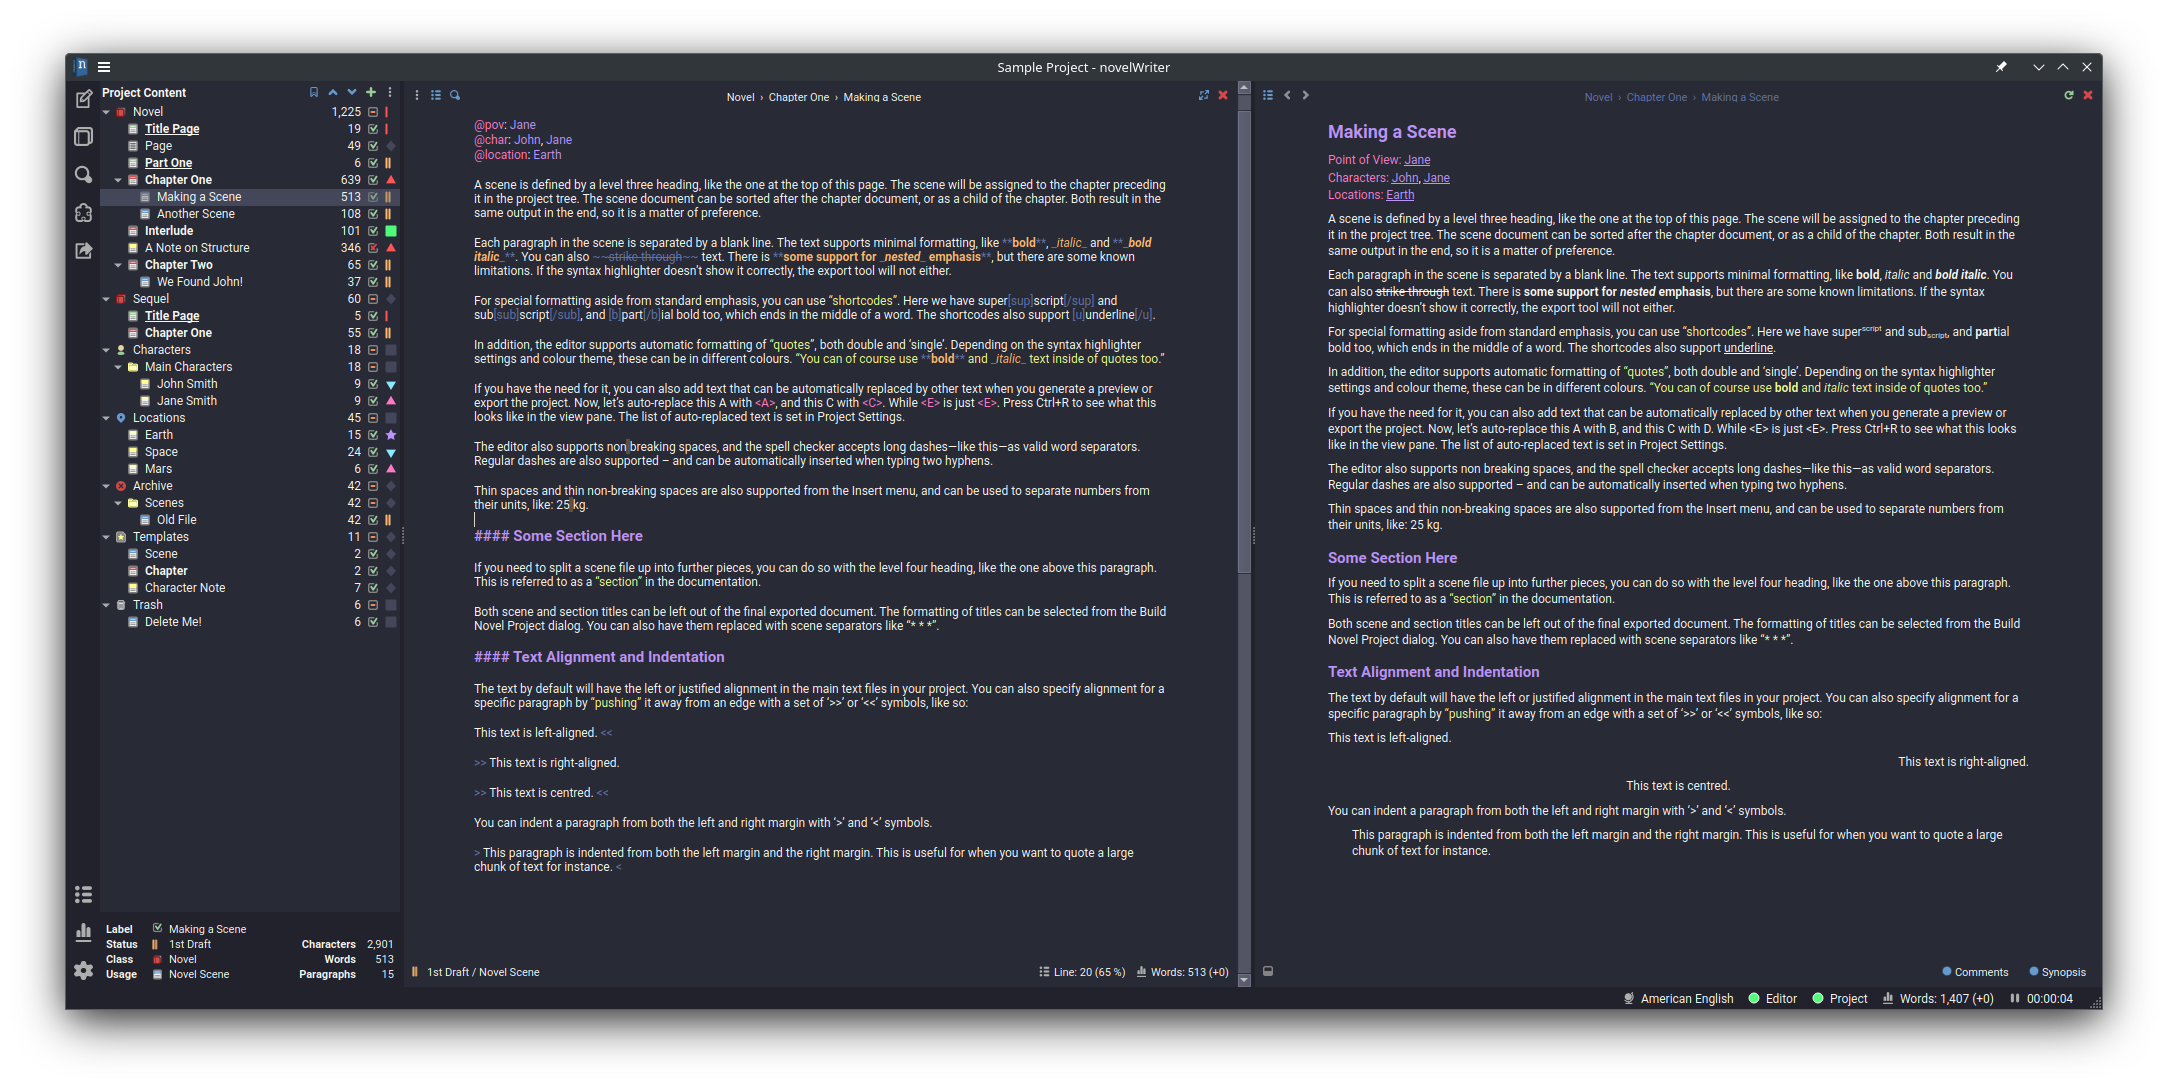 Sample Project - novelWriter
Project Content
Novel 1,225
Title Page 19
Page 49
Part One 6
Chapter One 639
Making a Scene 513
Another Scene 108
Interlude 101
A Note on Structure 346
Chapter Two 65
We Found John! 37
Sequel 60
Title Page 5
Chapter One 55
Characters 18
Main Characters 18
John Smith 9
Jane Smith 9
Locations 45
Earth 15
Space 24
Mars 6
Archive 42
Scenes 42
Old File 42
Templates 11
Scene 2
Chapter 2
Character Note 7
Trash 6
Delete Me! 6
Label Making a Scene
Status 1st Draft Characters 2,901
Class Novel Words 513
Usage Novel Scene Paragraphs 15
Novel › Chapter One › Making a Scene
@pov: Jane
@char: John, Jane
@location: Earth
A scene is defined by a level three heading, like the one at the top of this page. The scene will be assigned to the chapter preceding
it in the project tree. The scene document can be sorted after the chapter document, or as a child of the chapter. Both result in the
same output in the end, so it is a matter of preference.
Each paragraph in the scene is separated by a blank line. The text supports minimal formatting, like **bold**, _italic_ and **_bold
italic_**. You can also ~~strike through~~ text. There is **some support for _nested_ emphasis**, but there are some known
limitations. If the syntax highlighter doesn’t show it correctly, the export tool will not either.
For special formatting aside from standard emphasis, you can use “shortcodes”. Here we have super[sup]script[/sup] and
sub[sub]script[/sub], and [b]part[/b]ial bold too, which ends in the middle of a word. The shortcodes also support [u]underline[/u].
In addition, the editor supports automatic formatting of “quotes”, both double and ‘single’. Depending on the syntax highlighter
settings and colour theme, these can be in different colours. “You can of course use **bold** and _italic_ text inside of quotes too.”
If you have the need for it, you can also add text that can be automatically replaced by other text when you generate a preview or
export the project. Now, let’s auto-replace this A with <A>, and this C with <C>. While <E> is just <E>. Press Ctrl+R to see what this
looks like in the view pane. The list of auto-replaced text is set in Project Settings.
The editor also supports non breaking spaces, and the spell checker accepts long dashes—like this—as valid word separators.
Regular dashes are also supported – and can be automatically inserted when typing two hyphens.
Thin spaces and thin non-breaking spaces are also supported from the Insert menu, and can be used to separate numbers from
their units, like: 25 kg.
#### Some Section Here
If you need to split a scene file up into further pieces, you can do so with the level four heading, like the one above this paragraph.
This is referred to as a “section” in the documentation.
Both scene and section titles can be left out of the final exported document. The formatting of titles can be selected from the Build
Novel Project dialog. You can also have them replaced with scene separators like “* * *”.
#### Text Alignment and Indentation
The text by default will have the left or justified alignment in the main text files in your project. You can also specify alignment for a
specific paragraph by “pushing” it away from an edge with a set of ‘>>’ or ‘<<’ symbols, like so:
This text is left-aligned. <<
>> This text is right-aligned.
>> This text is centred. <<
You can indent a paragraph from both the left and right margin with ‘>’ and ‘<’ symbols.
> This paragraph is indented from both the left margin and the right margin. This is useful for when you want to quote a large
chunk of text for instance. <
1st Draft / Novel Scene Line: 20 (65 %) Words: 513 (+0)
Novel › Chapter One › Making a Scene
Making a Scene
Point of View: Jane
Characters: John, Jane
Locations: Earth
A scene is defined by a level three heading, like the one at the top of this page. The scene will be assigned to the chapter preceding
it in the project tree. The scene document can be sorted after the chapter document, or as a child of the chapter. Both result in the
same output in the end, so it is a matter of preference.
Each paragraph in the scene is separated by a blank line. The text supports minimal formatting, like bold, italic and bold italic. You
can also strike through text. There is some support for nested emphasis, but there are some known limitations. If the syntax
highlighter doesn’t show it correctly, the export tool will not either.
For special formatting aside from standard emphasis, you can use “shortcodes”. Here we have superscript and subscript, and partial
bold too, which ends in the middle of a word. The shortcodes also support underline.
In addition, the editor supports automatic formatting of “quotes”, both double and ‘single’. Depending on the syntax highlighter
settings and colour theme, these can be in different colours. “You can of course use bold and italic text inside of quotes too.”
If you have the need for it, you can also add text that can be automatically replaced by other text when you generate a preview or
export the project. Now, let’s auto-replace this A with B, and this C with D. While <E> is just <E>. Press Ctrl+R to see what this looks
like in the view pane. The list of auto-replaced text is set in Project Settings.
The editor also supports non breaking spaces, and the spell checker accepts long dashes—like this—as valid word separators.
Regular dashes are also supported – and can be automatically inserted when typing two hyphens.
Thin spaces and thin non-breaking spaces are also supported from the Insert menu, and can be used to separate numbers from
their units, like: 25 kg.
Some Section Here
If you need to split a scene file up into further pieces, you can do so with the level four heading, like the one above this paragraph.
This is referred to as a “section” in the documentation.
Both scene and section titles can be left out of the final exported document. The formatting of titles can be selected from the Build
Novel Project dialog. You can also have them replaced with scene separators like “* * *”.
Text Alignment and Indentation
The text by default will have the left or justified alignment in the main text files in your project. You can also specify alignment for a
specific paragraph by “pushing” it away from an edge with a set of ‘>>’ or ‘<<’ symbols, like so:
This text is left-aligned.
This text is right-aligned.
This text is centred.
You can indent a paragraph from both the left and right margin with ‘>’ and ‘<’ symbols.
This paragraph is indented from both the left margin and the right margin. This is useful for when you want to quote a large
chunk of text for instance.
Comments Synopsis
American English Editor Project Words: 1,407 (+0) 00:00:04